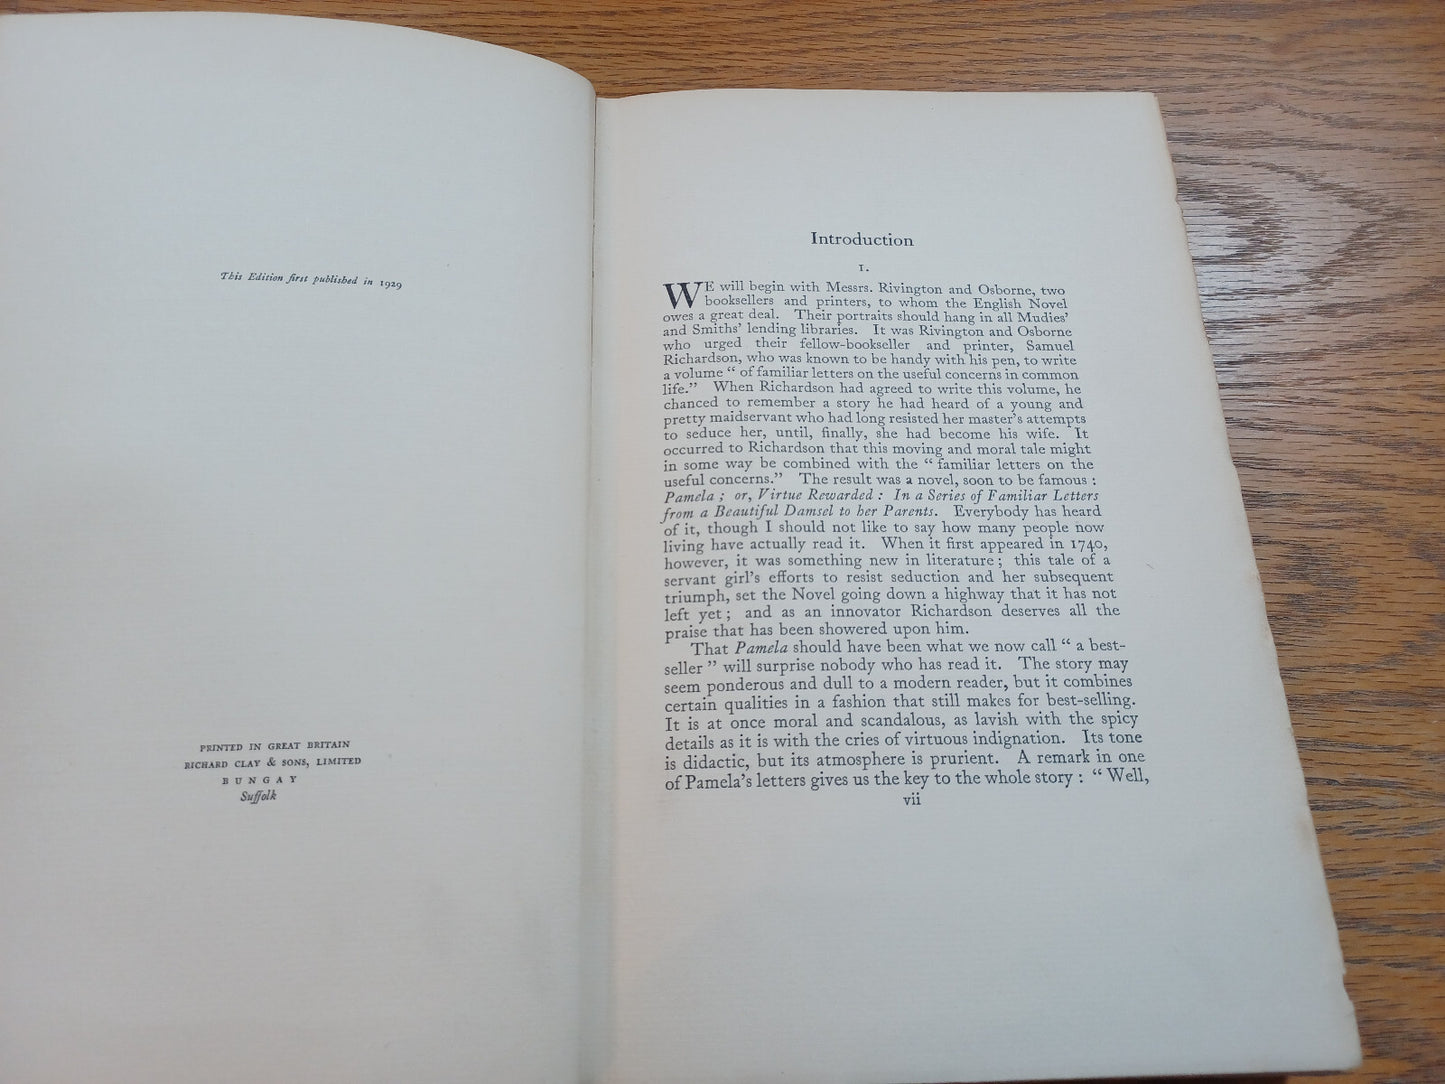 This Edition first published in 1929
PRINTED IN GREAT BRITAIN
RICHARD CLAY & SONS, LIMITED
BUNGAY
Suffolk
Introduction
I.
WE will begin with Messrs. Rivington and Osborne, two
booksellers and printers, to whom the English Novel
owes a great deal. Their portraits should hang in all Mudies'
and Smiths' lending libraries. It was Rivington and Osborne
who urged their fellow-bookseller and printer, Samuel
Richardson, who was known to be handy with his pen, to write
a volume “ of familiar letters on the useful concerns in common
life.” When Richardson had agreed to write this volume, he
chanced to remember a story he had heard of a young and
pretty maidservant who had long resisted her master's attempts
to seduce her, until, finally, she had become his wife. It
occurred to Richardson that this moving and moral tale might
in some way be combined with the “ familiar letters on the
useful concerns.” The result was a novel, soon to be famous :
Pamela ; or, Virtue Rewarded : In a Series of Familiar Letters
from a Beautiful Damsel to her Parents. Everybody has heard
of it, though I should not like to say how many people now
living have actually read it. When it first appeared in 1740,
however, it was something new in literature ; this tale of a
servant girl's efforts to resist seduction and her subsequent
triumph, set the Novel going down a highway that it has not
left yet ; and as an innovator Richardson deserves all the
praise that has been showered upon him.
That Pamela should have been what we now call “ a best-
seller ” will surprise nobody who has read it. The story may
seem ponderous and dull to a modern reader, but it combines
certain qualities in a fashion that still makes for best-selling.
It is at once moral and scandalous, as lavish with the spicy
details as it is with the cries of virtuous indignation. Its tone
is didactic, but its atmosphere is prurient. A remark in one
of Pamela's letters gives us the key to the whole story : “ Well,
vii